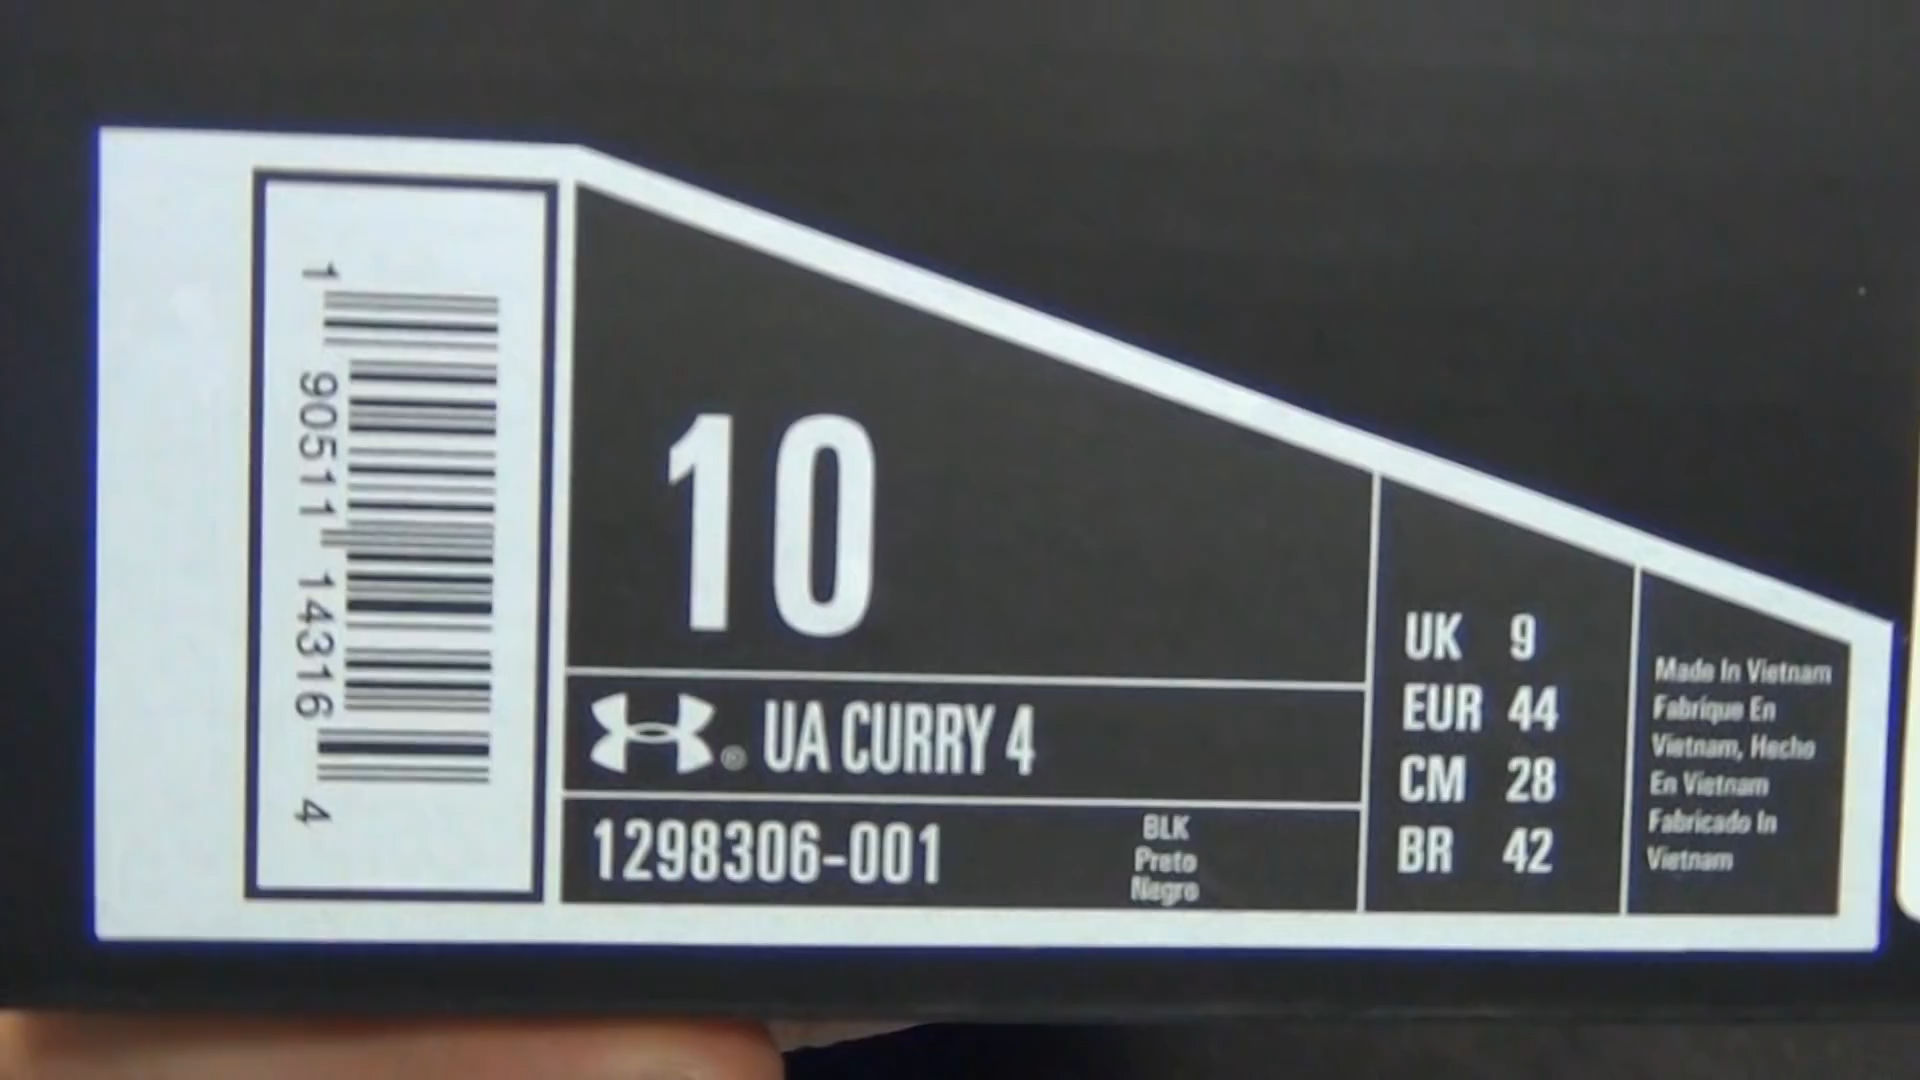 1 90511 14316 4
10
® UA CURRY 4
1298306-001
BLK
Preto
Negro
UK 9
EUR 44
CM 28
BR 42
Made In Vietnam
Fabrique En
Vietnam, Hecho
En Vietnam
Fabricado In
Vietnam